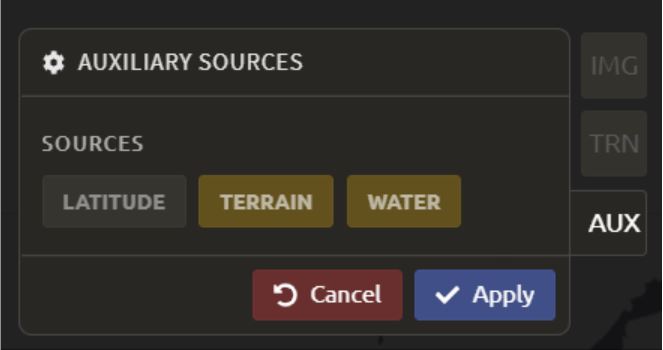 AUXILIARY SOURCES
IMG
TRN
SOURCES
LATITUDE TERRAIN WATER
AUX
Cancel Apply